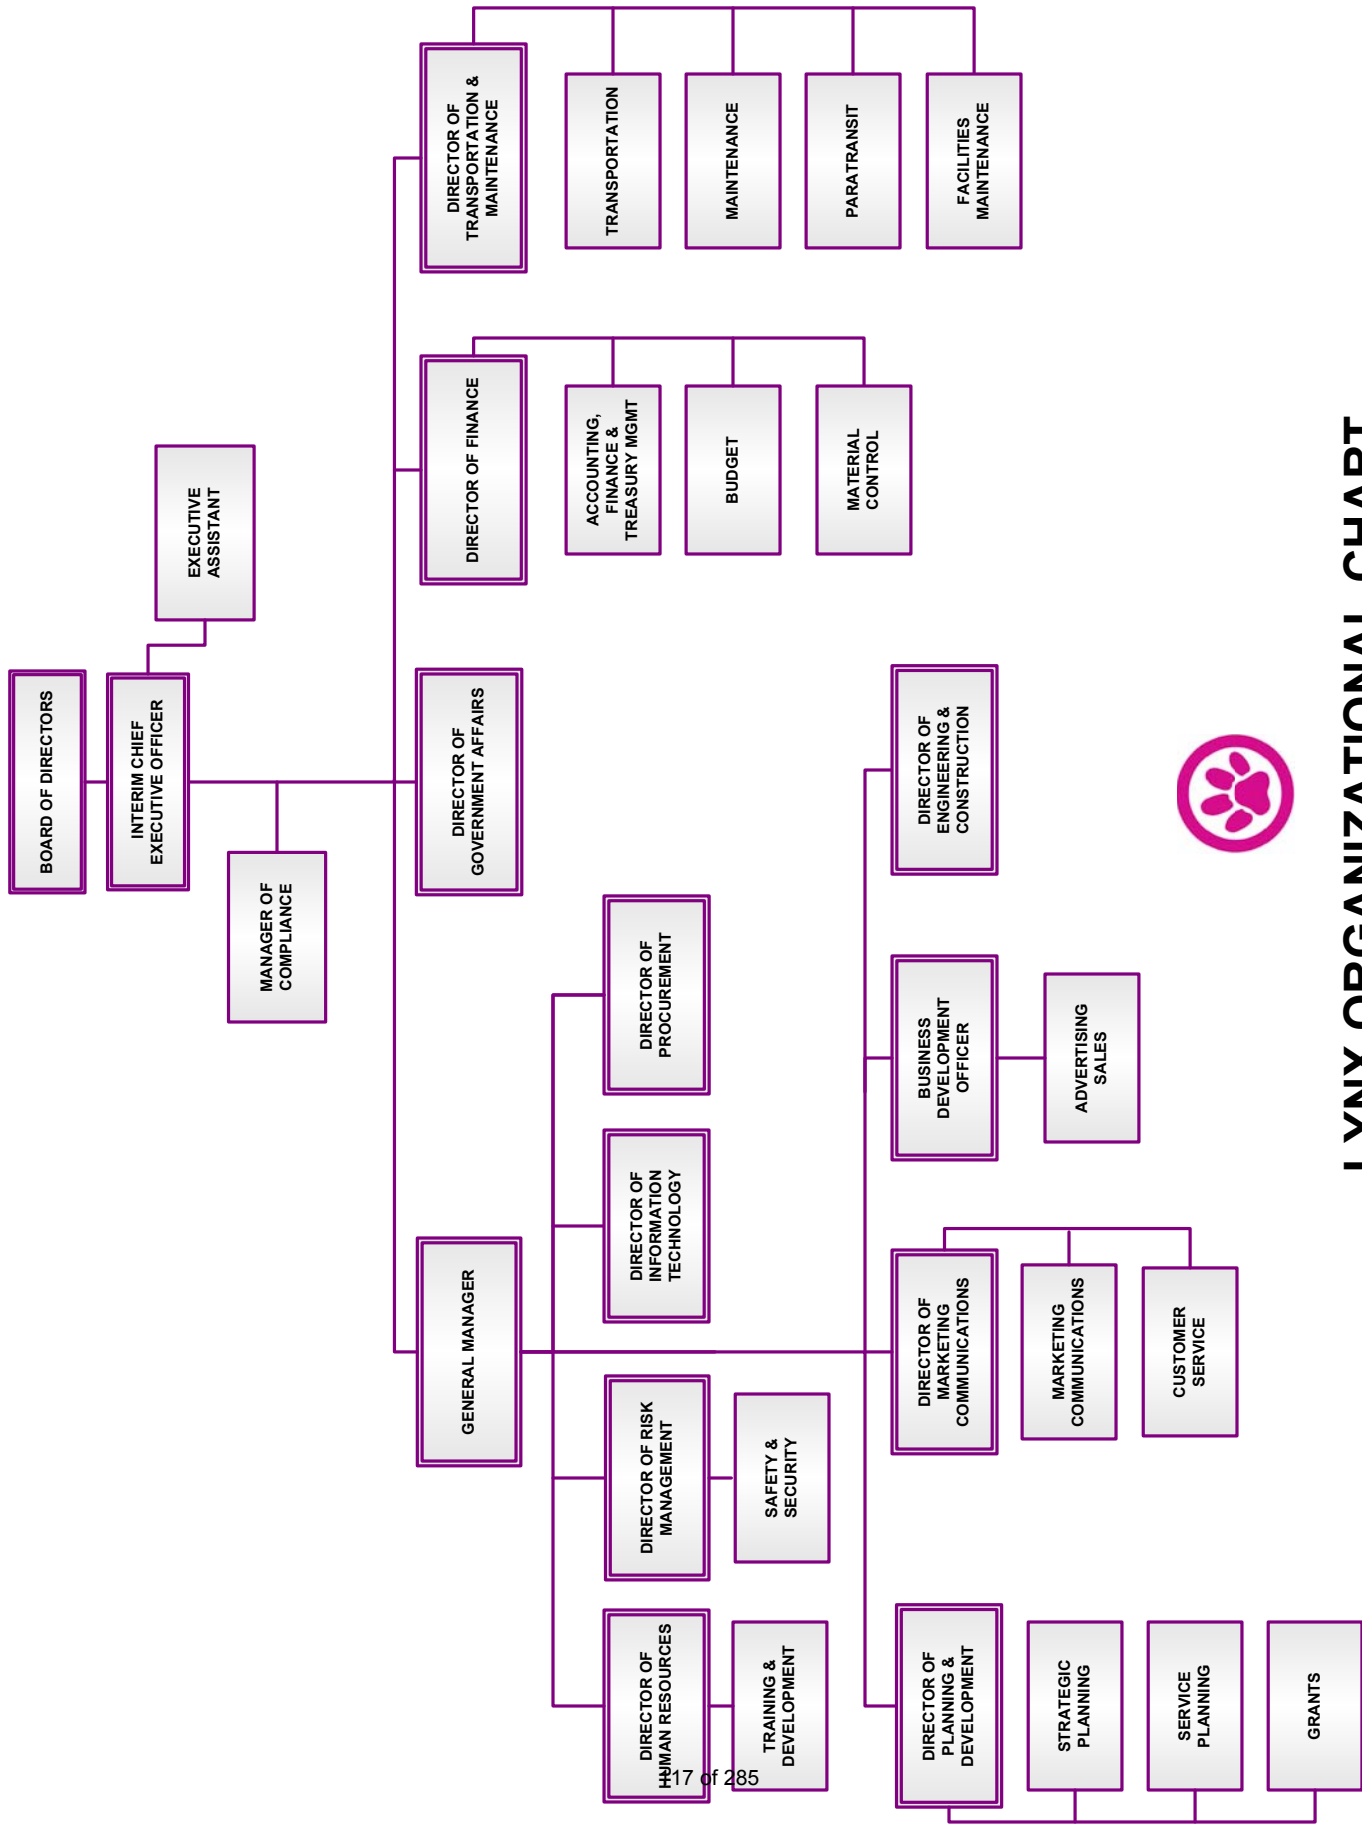 BOARD OF DIRECTORS
INTERIM CHIEF
EXECUTIVE OFFICER
EXECUTIVE
ASSISTANT
MANAGER OF
COMPLIANCE
GENERAL MANAGER
DIRECTOR OF
GOVERNMENT AFFAIRS
DIRECTOR OF FINANCE
DIRECTOR OF
TRANSPORTATION &
MAINTENANCE
ACCOUNTING,
FINANCE &
TREASURY MGMT
BUDGET
MATERIAL
CONTROL
TRANSPORTATION
MAINTENANCE
PARATRANSIT
FACILITIES
MAINTENANCE
DIRECTOR OF
HUMAN RESOURCES
TRAINING &
DEVELOPMENT
DIRECTOR OF RISK
MANAGEMENT
SAFETY &
SECURITY
DIRECTOR OF
INFORMATION
TECHNOLOGY
DIRECTOR OF
PROCUREMENT
DIRECTOR OF
PLANNING &
DEVELOPMENT
STRATEGIC
PLANNING
SERVICE
PLANNING
GRANTS
DIRECTOR OF
MARKETING
COMMUNICATIONS
MARKETING
COMMUNICATIONS
CUSTOMER
SERVICE
BUSINESS
DEVELOPMENT
OFFICER
ADVERTISING
SALES
DIRECTOR OF
ENGINEERING &
CONSTRUCTION
LYNX ORGANIZATIONAL CHART
117 of 285